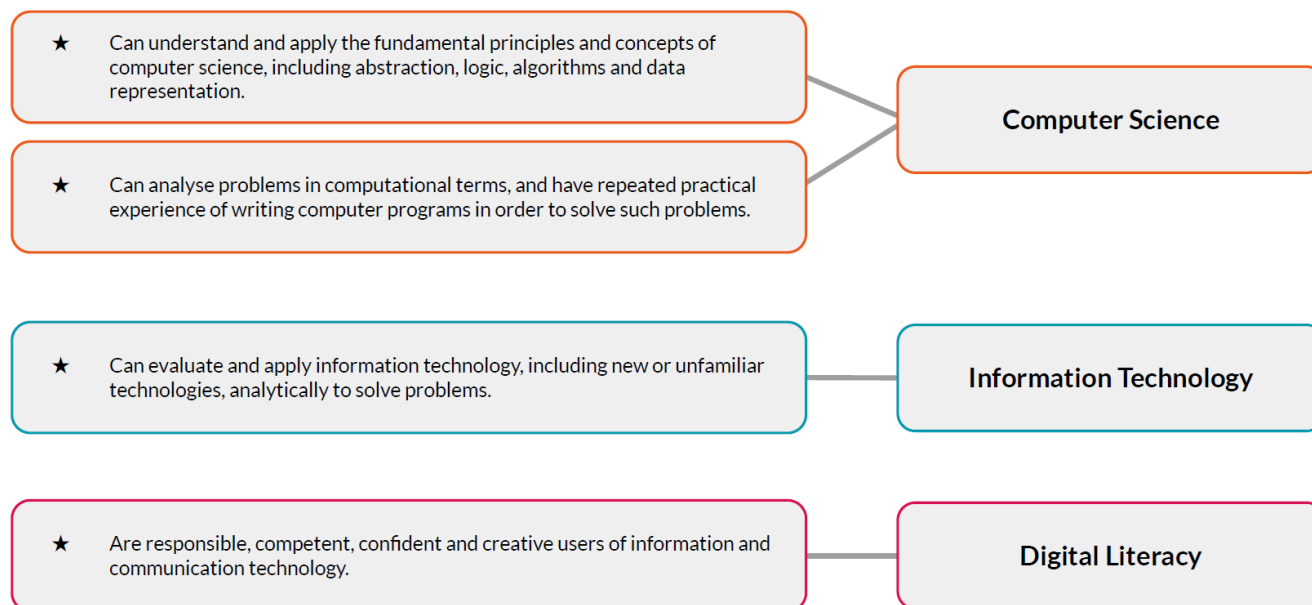 ★ Can understand and apply the fundamental principles and concepts of
computer science, including abstraction, logic, algorithms and data
representation.
Computer Science
★ Can analyse problems in computational terms, and have repeated practical
experience of writing computer programs in order to solve such problems.
★ Can evaluate and apply information technology, including new or unfamiliar
technologies, analytically to solve problems.
Information Technology
★ Are responsible, competent, confident and creative users of information and
communication technology.
Digital Literacy